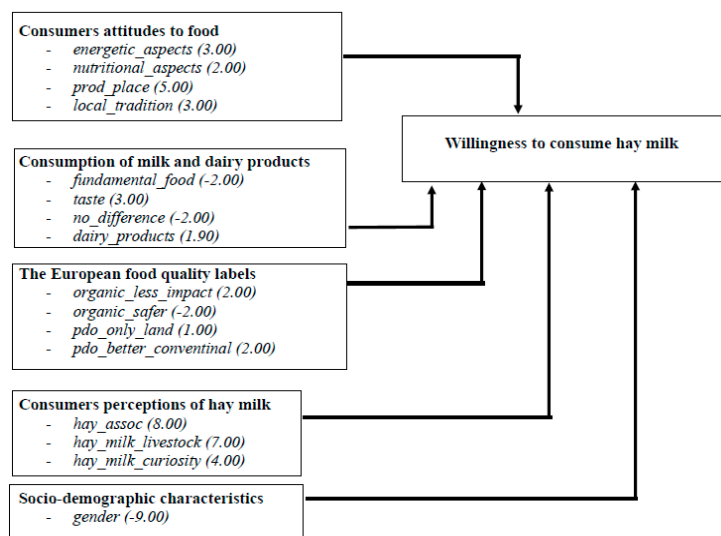 Consumers attitudes to food
- energetic_aspects (3.00)
- nutritional_aspects (2.00)
- prod_place (5.00)
- local_tradition (3.00)
Willingness to consume hay milk
Consumption of milk and dairy products
- fundamental_food (-2.00)
- taste (3.00)
- no_difference (-2.00)
- dairy_products (1.90)
The European food quality labels
- organic_less_impact (2.00)
- organic_safer (-2.00)
- pdo_only_land (1.00)
- pdo_better_conventinal (2.00)
Consumers perceptions of hay milk
- hay_assoc (8.00)
- hay_milk_livestock (7.00)
- hay_milk_curiosity (4.00)
Socio-demographic characteristics
- gender (-9.00)